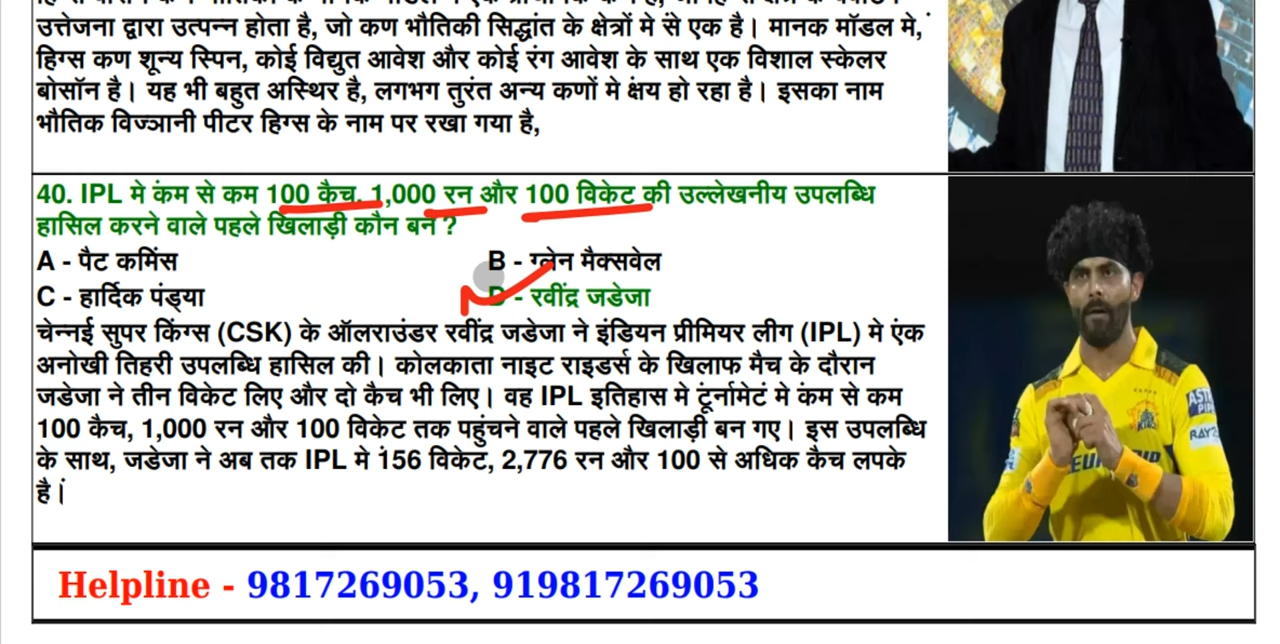 उत्तेजना द्वारा उत्पन्न होता है, जो कण भौतिकी सिद्धांत के क्षेत्रों मे से एक है। मानक मॉडल मे,
हिग्स कण शून्य स्पिन, कोई विद्युत आवेश और कोई रंग आवेश के साथ एक विशाल स्केलर
बोसॉन है। यह भी बहुत अस्थिर है, लगभग तुरंत अन्य कणों मे क्षय हो रहा है। इसका नाम
भौतिक विज्ञानी पीटर हिग्स के नाम पर रखा गया है,
40. IPL मे कम से कम 100 कैच, 1,000 रन और 100 विकेट की उल्लेखनीय उपलब्धि
हासिल करने वाले पहले खिलाड़ी कौन बने ?
A - पैट कमिंस
B - ग्लेन मैक्सवेल
C - हार्दिक पंड्या
D - रवींद्र जडेजा
चेन्नई सुपर किंग्स (CSK) के ऑलराउंडर रवींद्र जडेजा ने इंडियन प्रीमियर लीग (IPL) मे एक
अनोखी तिहरी उपलब्धि हासिल की। कोलकाता नाइट राइडर्स के खिलाफ मैच के दौरान
जडेजा ने तीन विकेट लिए और दो कैच भी लिए। वह IPL इतिहास मे टूर्नामेंट मे कम से कम
100 कैच, 1,000 रन और 100 विकेट तक पहुंचने वाले पहले खिलाड़ी बन गए। इस उपलब्धि
के साथ, जडेजा ने अब तक IPL मे 156 विकेट, 2,776 रन और 100 से अधिक कैच लपके
है।
Helpline - 9817269053, 919817269053